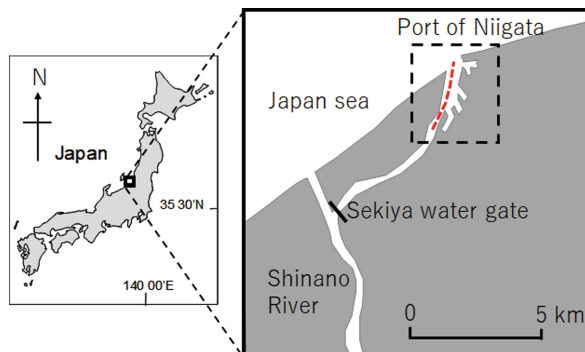 N
Japan
35 30'N
140 00'E
Port of Niigata
Japan sea
Sekiya water gate
Shinano
River
0
5 km